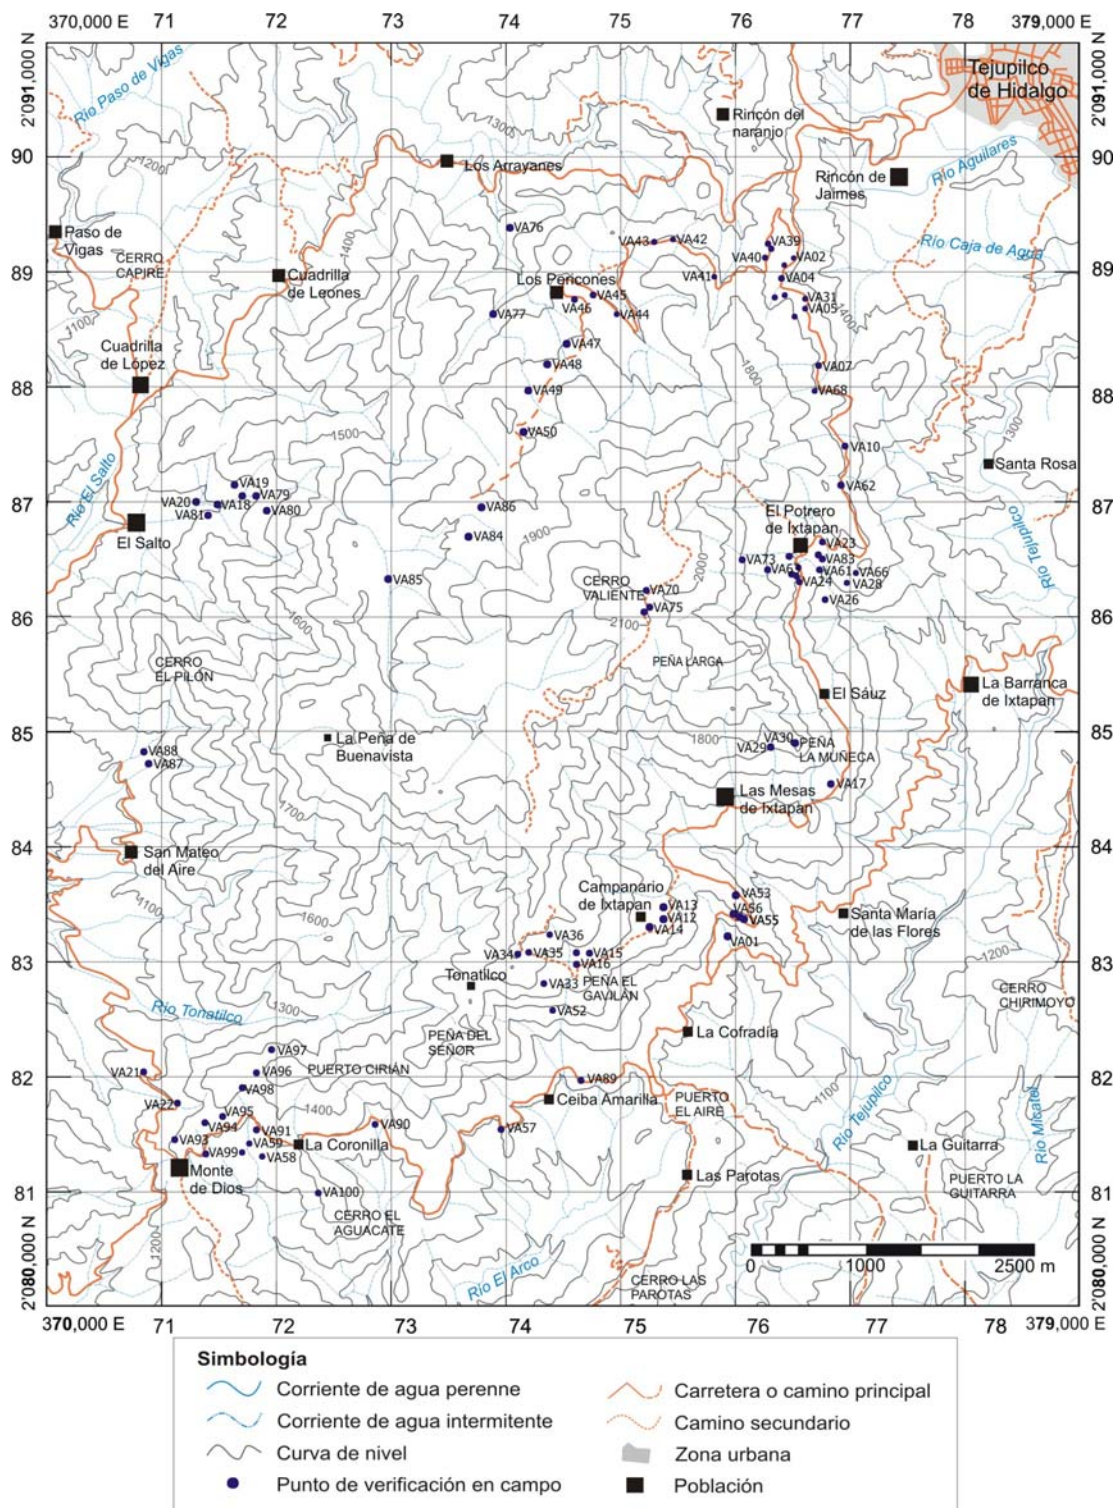 370,000 E
71
72
73
74
75
76
77
78
379,000 E
2'091,000 N
2'091,000 N
Tejupilco
de Hidalgo
Río Paso de Vigas
1300
Rincón del
naranjo
90
1200
Los Arrayanes
Rincón de
Jaimes
Río Aguilares
90
Paso de
Vigas
VA76
1400
VA43
VA42
VA39
VA40
VA02
Río Caja de Agua
CERRO
CAPIRE
89
Cuadrilla
de Leones
Los Pericones
VA41
VA04
89
VA45
VA46
VA44
VA31
VA05
1400
1100
VA77
Cuadrilla
de López
VA47
1800
VA48
VA07
88
VA49
VA68
88
VA50
1500
VA10
1300
Santa Rosa
VA19
VA79
VA20
VA18
VA81
VA80
VA62
87
VA86
87
Río El Salto
El Salto
El Potrero
de Ixtapan
Río Tejupilco
VA84
1900
VA23
2000
VA73
VA83
VA63
VA61
VA66
VA24
VA28
VA85
CERRO
VALIENTE
VA70
VA75
VA26
86
2100
86
1600
CERRO
EL PILÓN
PEÑA LARGA
La Barranca
de Ixtapan
El Sáuz
85
La Peña de
Buenavista
1800
VA30
VA29
PEÑA
LA MUÑECA
85
VA88
VA87
VA17
Las Mesas
de Ixtapan
1700
84
San Mateo
del Aire
84
Campanario
de Ixtapan
VA53
1100
VA13
VA56
VA12
VA55
Santa María
de las Flores
1600
VA14
VA36
VA01
VA34
VA35
VA15
1200
83
VA16
83
Tonatilco
VA33
PEÑA EL
GAVILÁN
CERRO
CHIRIMOYO
1300
Río Tonatilco
VA52
PEÑA DEL
SEÑOR
La Cofradía
VA97
VA21
VA96
PUERTO CIRIÁN
82
VA89
82
VA98
Ceiba Amarilla
PUERTO
EL AIRE
1100
VA22
VA95
1400
VA94
VA91
VA90
VA57
Río Tejupilco
Río Micatel
VA93
VA59
La Coronilla
La Guitarra
VA99
VA58
Monte
de Dios
Las Parotas
PUERTO LA
GUITARRA
81
VA100
81
CERRO EL
AGUACATE
1200
Río El Arco
CERRO LAS
PAROTAS
0
1000
2500 m
2'080,000 N
2'080,000 N
370,000 E
71
72
73
74
75
76
77
78
379,000 E
Simbología
Corriente de agua perenne
Carretera o camino principal
Corriente de agua intermitente
Camino secundario
Curva de nivel
Zona urbana
Punto de verificación en campo
Población